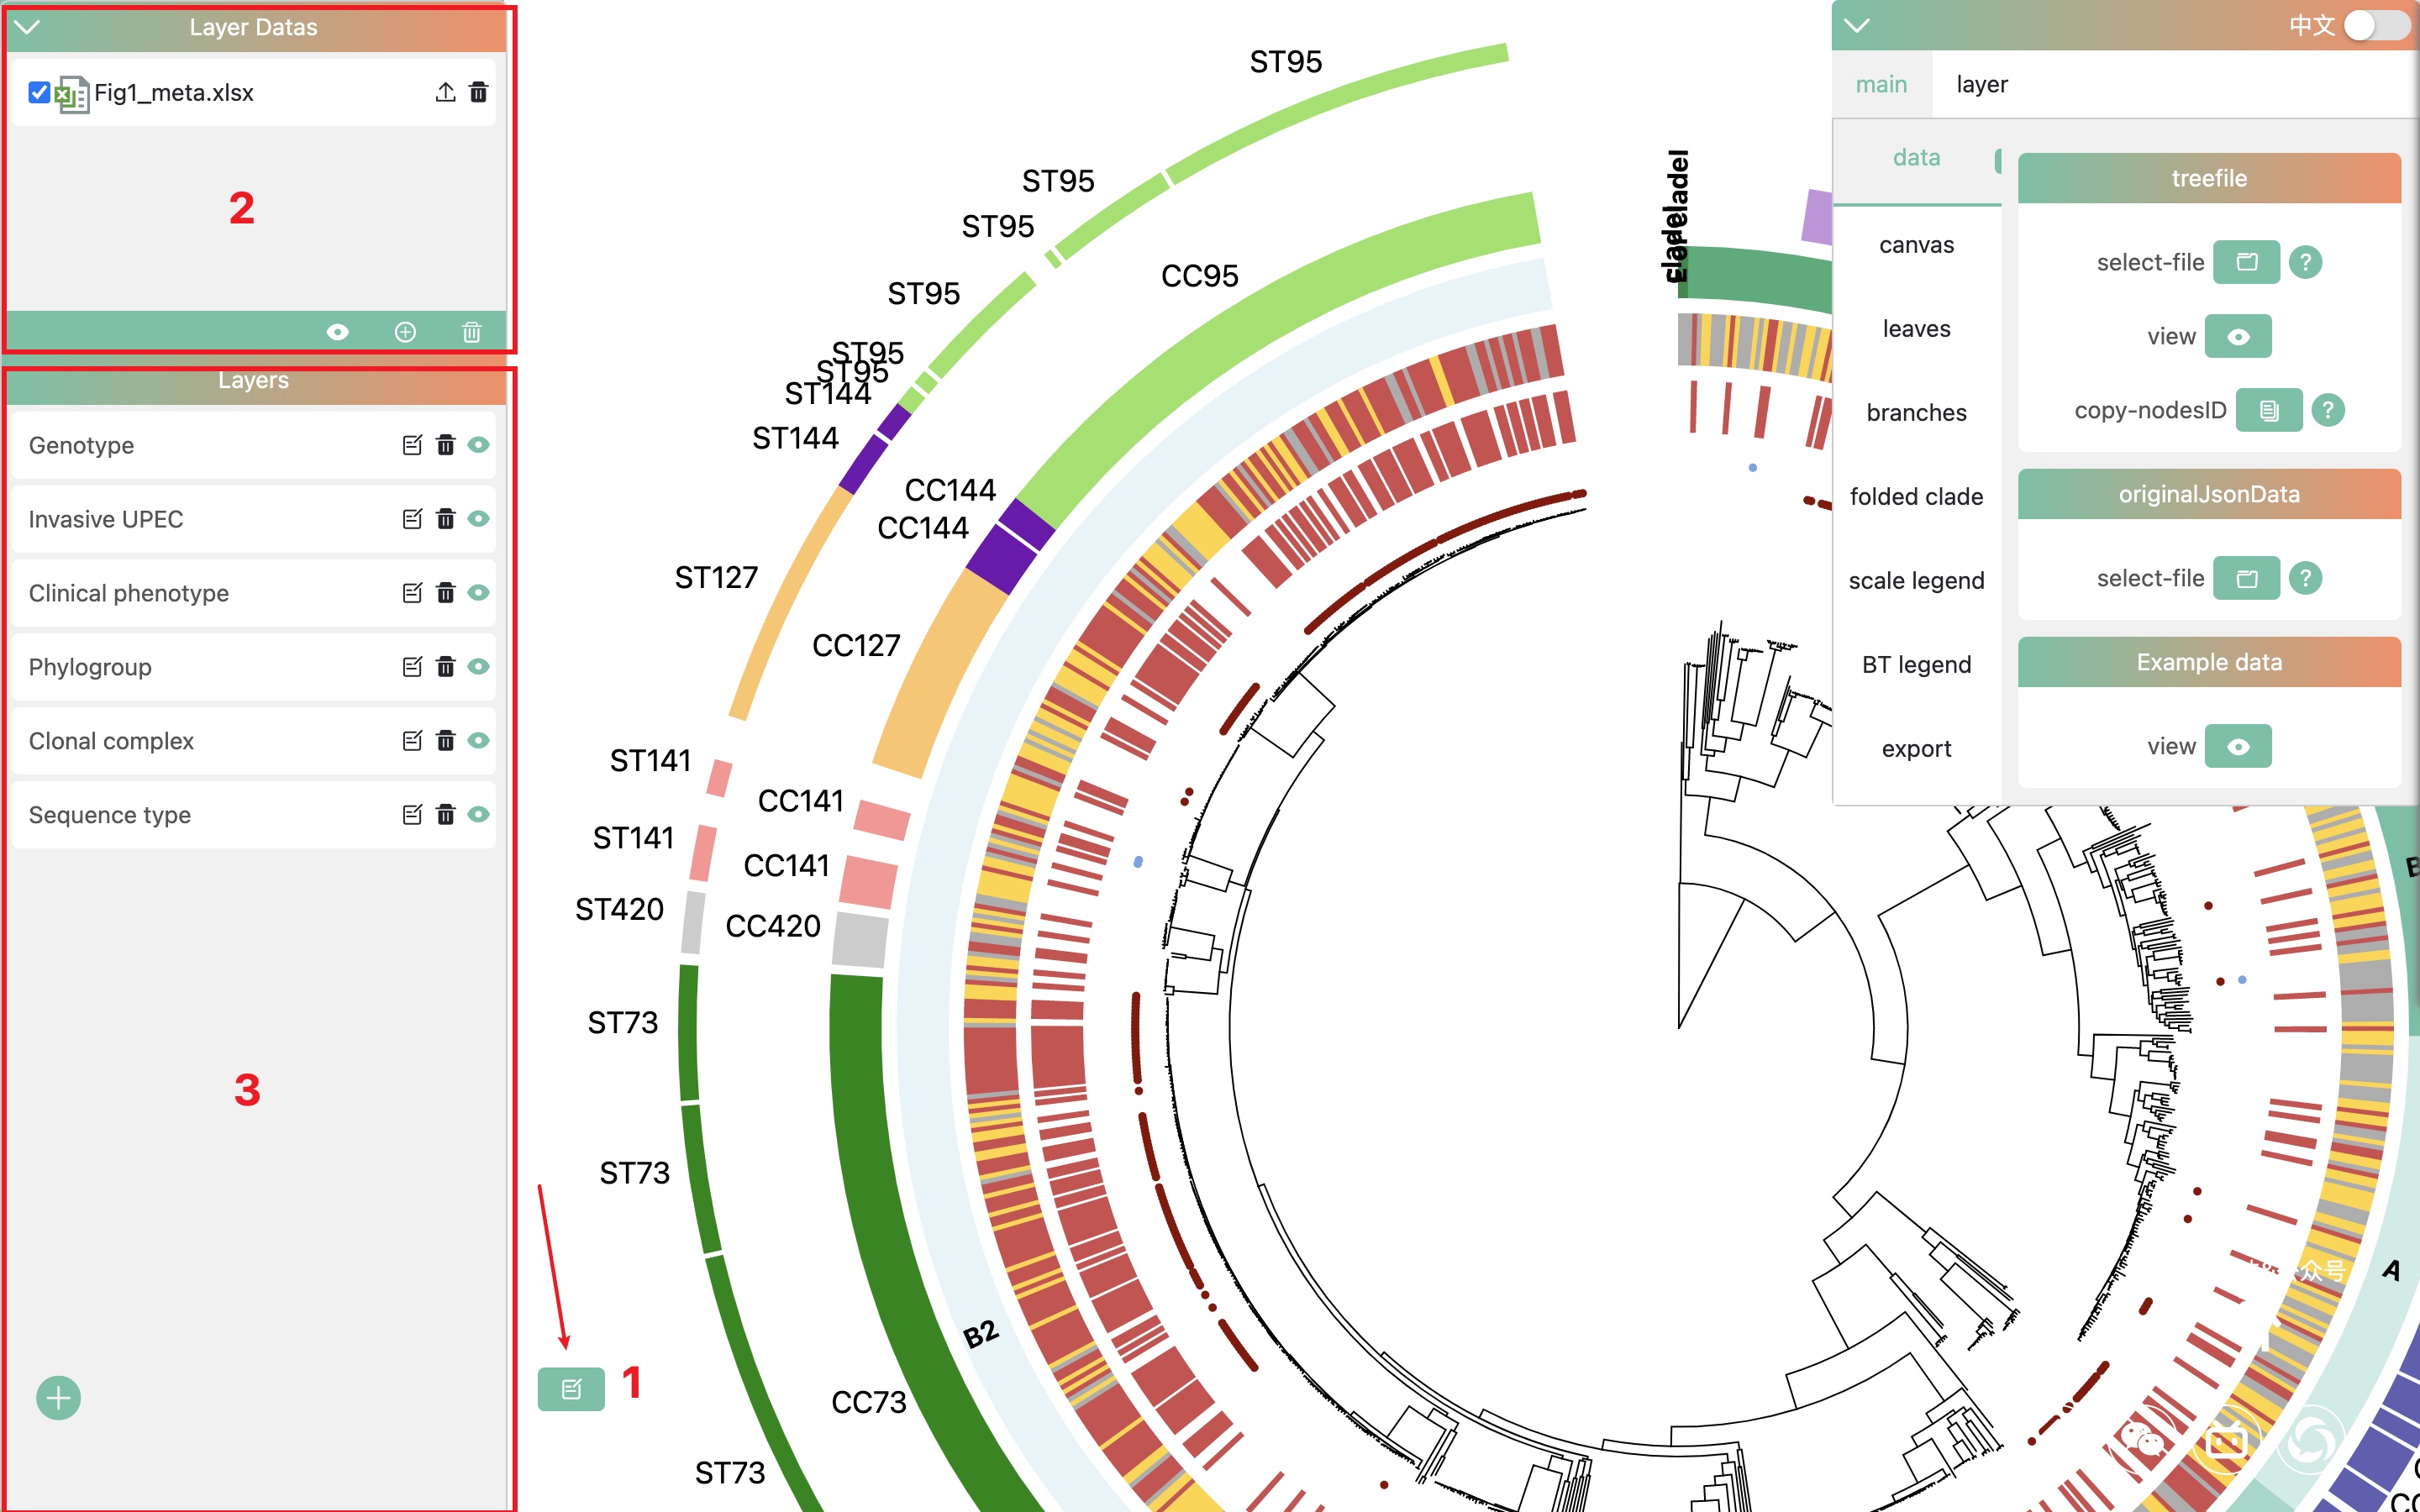 Layer Datas
Fig1_meta.xlsx
2
Layers
Genotype
Invasive UPEC
Clinical phenotype
Phylogroup
Clonal complex
Sequence type
3
1
ST95
ST95
ST95
ST95
ST95
ST95
ST144
ST144
ST127
ST141
ST141
ST420
ST73
ST73
ST73
CC95
CC144
CC144
CC127
CC141
CC141
CC420
CC73
B2
A
中文
main
layer
data
canvas
leaves
branches
folded clade
scale legend
BT legend
export
treefile
select-file
?
view
copy-nodesID
?
originalJsonData
select-file
?
Example data
view
众号